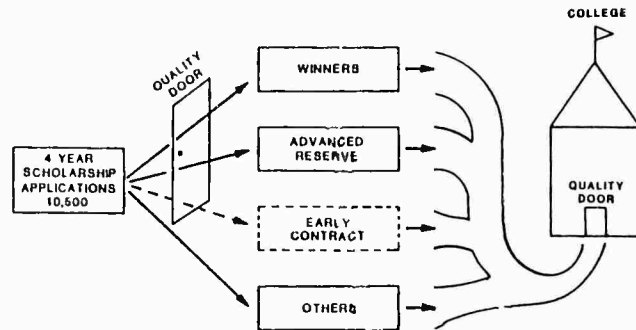 COLLEGE
QUALITY
DOOR
WINNERS
ADVANCED
RESERVE
4 YEAR
SCHOLARSHIP
APPLICATIONS
10,500
EARLY
CONTRACT
QUALITY
DOOR
OTHERS